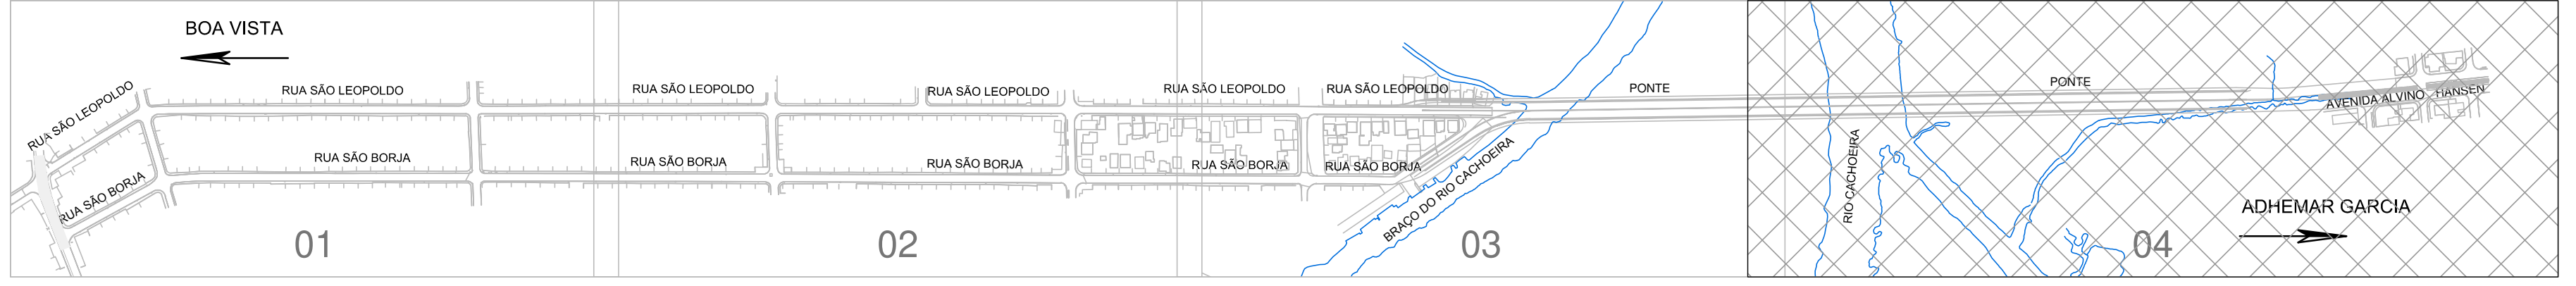 BOA VISTA
RUA SÃO LEOPOLDO
RUA SÃO LEOPOLDO
RUA SÃO LEOPOLDO
RUA SÃO LEOPOLDO
RUA SÃO LEOPOLDO
RUA SÃO LEOPOLDO
PONTE
PONTE
AVENIDA ALVINO HANSEN
RUA SÃO BORJA
RUA SÃO BORJA
RUA SÃO BORJA
RUA SÃO BORJA
RUA SÃO BORJA
RUA SÃO BORJA
BRAÇO DO RIO CACHOEIRA
RIO CACHOEIRA
ADHEMAR GARCIA
01
02
03
04